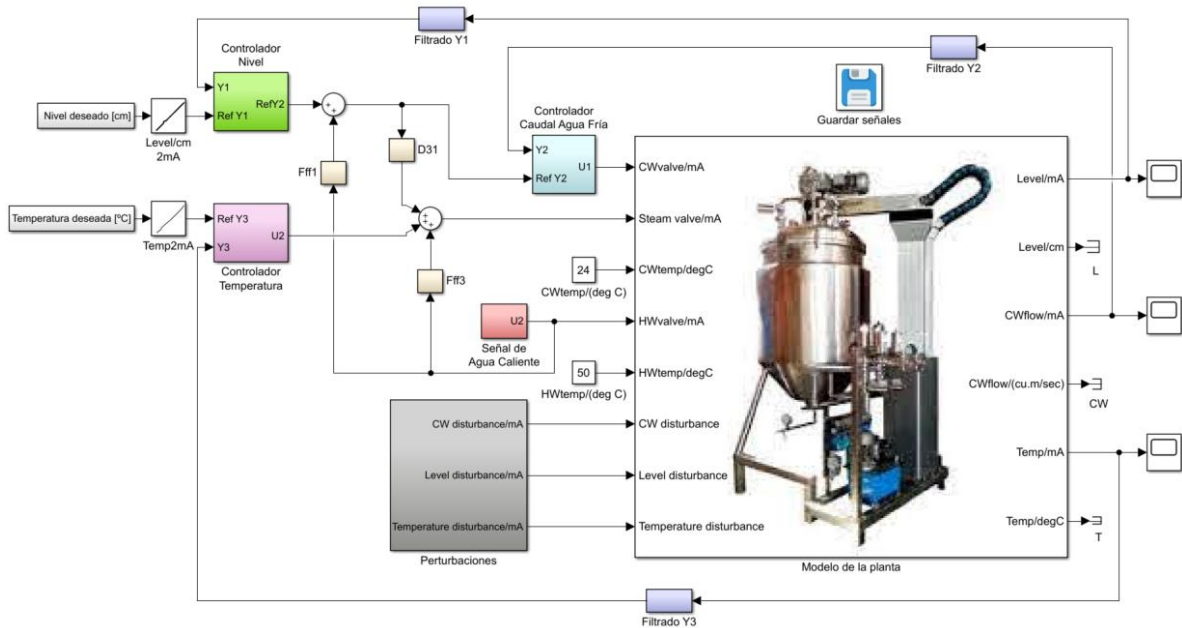 Filtrado Y1
Controlador
Nivel
Filtrado Y2
Y1
RefY2
Ref Y1
Nivel deseado [cm]
Level/cm
2mA
Guardar señales
Controlador
Caudal Agua Fría
D31
Y2
U1
Ref Y2
Fff1
Temperatura deseada [ºC]
Temp2mA
Ref Y3
U2
Y3
Controlador
Temperatura
Fff3
24
CWtemp/(deg C)
U2
Señal de
Agua Caliente
50
HWtemp/(deg C)
CW disturbance/mA
Level disturbance/mA
Temperature disturbance/mA
Perturbaciones
CWvalve/mA
Steam valve/mA
CWtemp/degC
HWvalve/mA
HWtemp/degC
CW disturbance
Level disturbance
Temperature disturbance
Level/mA
Level/cm
L
CWflow/mA
CWflow/(cu.m/sec)
CW
Temp/mA
Temp/degC
T
Modelo de la planta
Filtrado Y3